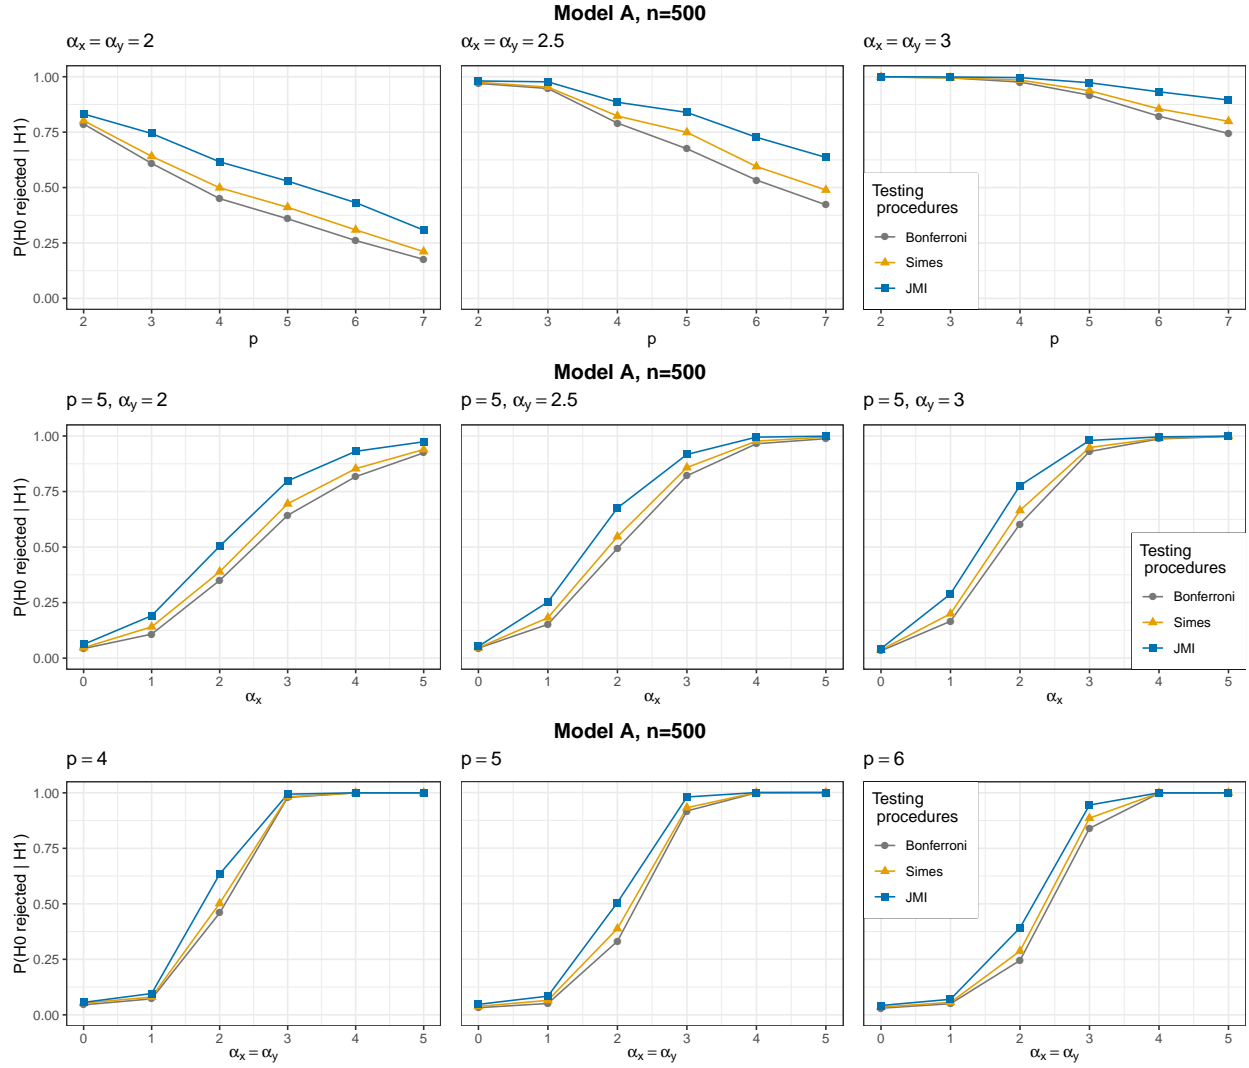 Model A, n=500
αx = αy = 2
αx = αy = 2.5
αx = αy = 3
P(H0 rejected | H1)
1.00
0.75
0.50
0.25
0.00
2 3 4 5 6 7
p
2 3 4 5 6 7
p
2 3 4 5 6 7
p
Testing
procedures
Bonferroni
Simes
JMI
Model A, n=500
p = 5, αy = 2
p = 5, αy = 2.5
p = 5, αy = 3
P(H0 rejected | H1)
1.00
0.75
0.50
0.25
0.00
0 1 2 3 4 5
αx
0 1 2 3 4 5
αx
0 1 2 3 4 5
αx
Testing
procedures
Bonferroni
Simes
JMI
Model A, n=500
p = 4
p = 5
p = 6
P(H0 rejected | H1)
1.00
0.75
0.50
0.25
0.00
0 1 2 3 4 5
αx = αy
0 1 2 3 4 5
αx = αy
0 1 2 3 4 5
αx = αy
Testing
procedures
Bonferroni
Simes
JMI